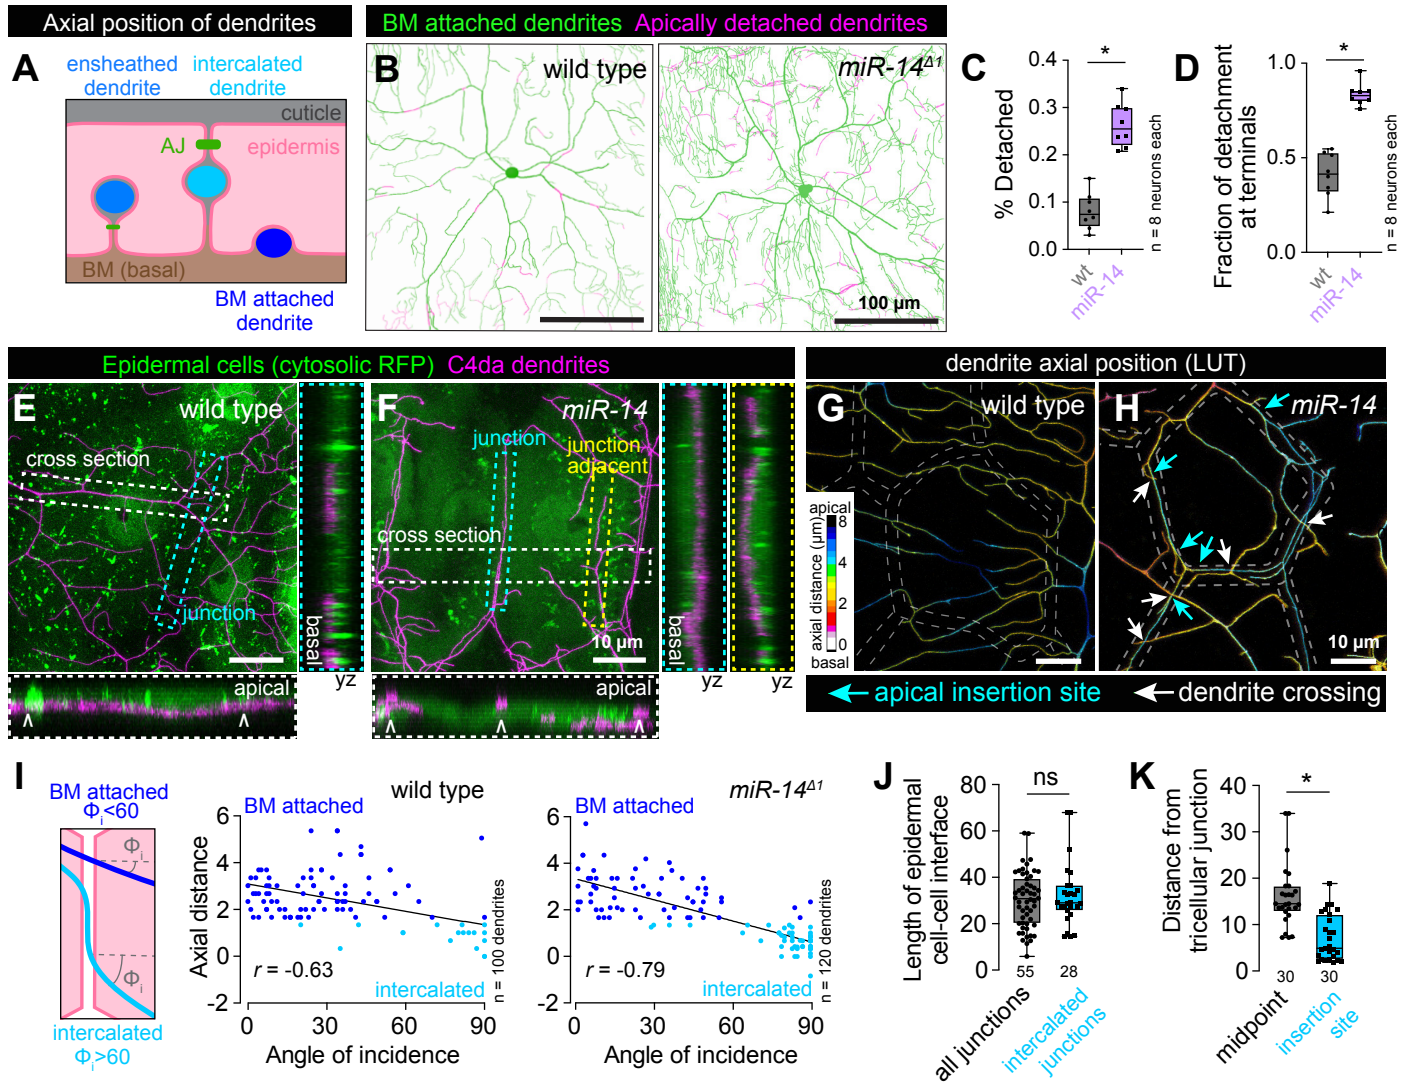 Axial position of dendrites
A
ensheathed
dendrite
intercalated
dendrite
cuticle
AJ
epidermis
BM (basal)
BM attached
dendrite
BM attached dendrites Apically detached dendrites
B
wild type
miR-14Δ1
100 µm
C
% Detached
0.4
0.3
0.2
0.1
0.0
*
wt
miR-14
n = 8 neurons each
D
Fraction of detachment
at terminals
1.0
0.5
0.0
*
wt
miR-14
n = 8 neurons each
Epidermal cells (cytosolic RFP) C4da dendrites
E
wild type
cross section
junction
basal
yz
apical
^
^
F
miR-14
junction
junction
adjacent
cross section
10 µm
basal
yz
yz
apical
^
^
^
dendrite axial position (LUT)
G
wild type
apical
8
6
4
2
0
basal
axial distance (µm)
H
miR-14
10 µm
apical insertion site
dendrite crossing
I
BM attached
Φi<60
Φi
Φi
intercalated
Φi>60
wild type
BM attached
Axial distance
6
4
2
0
-2
r = -0.63
intercalated
0
30
60
90
Angle of incidence
n = 100 dendrites
miR-14Δ1
BM attached
6
4
2
0
-2
r = -0.79
intercalated
0
30
60
90
Angle of incidence
n = 120 dendrites
J
Length of epidermal
cell-cell interface
80
60
40
20
0
ns
55
28
all junctions
intercalated
junctions
K
Distance from
tricellular junction
40
30
20
10
0
*
30
30
midpoint
insertion
site